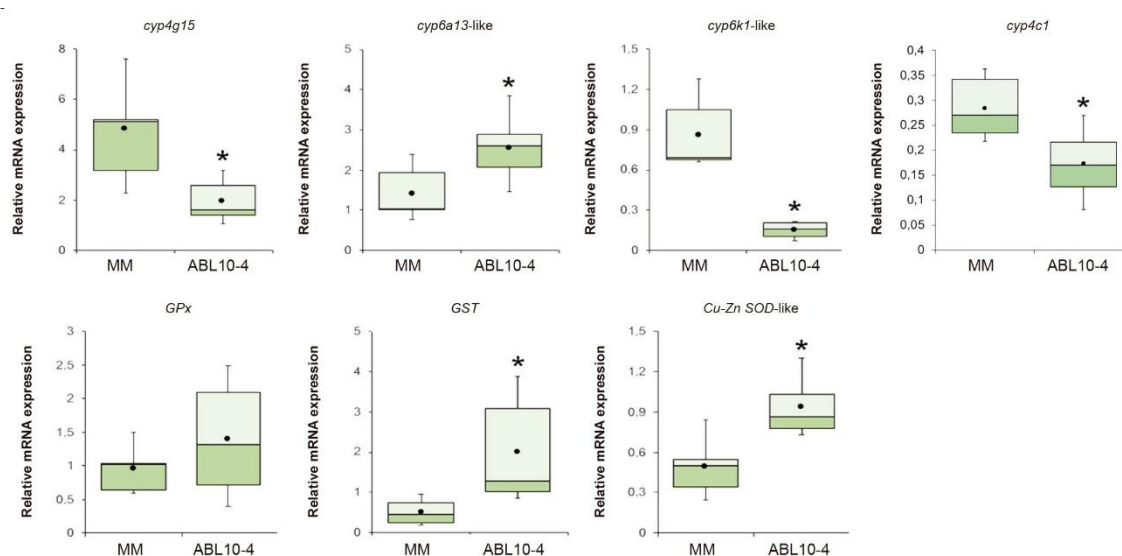 cyp4g15
Relative mRNA expression
8
6
4
2
0
*
MM ABL10-4
cyp6a13-like
Relative mRNA expression
5
4
3
2
1
0
*
MM ABL10-4
cyp6k1-like
Relative mRNA expression
1.5
1.2
0.9
0.6
0.3
0
*
MM ABL10-4
cyp4c1
Relative mRNA expression
0,4
0,35
0,3
0,25
0,2
0,15
0,1
0,05
0
*
MM ABL10-4
GPx
Relative mRNA expression
3
2.5
2
1.5
1
0.5
0
MM ABL10-4
GST
Relative mRNA expression
5
4
3
2
1
0
*
MM ABL10-4
Cu-Zn SOD-like
Relative mRNA expression
1.5
1.2
0.9
0.6
0.3
0
*
MM ABL10-4